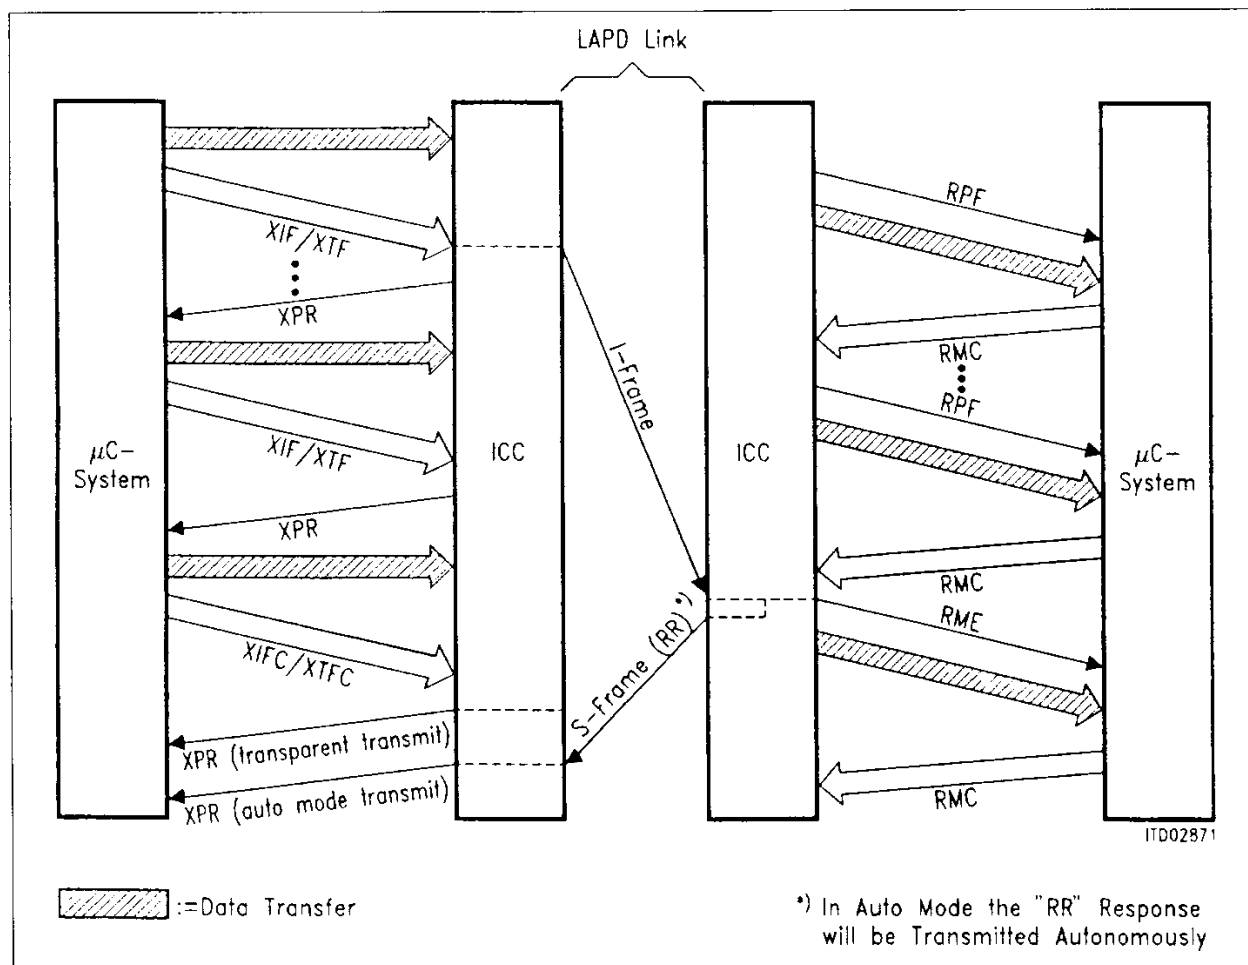 LAPD Link
RPF
XIF/XTF
XPR
RMC
I-Frame
RPF
XIF/XTF
μC-
System
ICC
ICC
μC-
System
XPR
RMC
RME
XIFC/XTFC
S-Frame (RR)*)
XPR (transparent transmit)
XPR (auto mode transmit)
RMC
ITD02871
:=Data Transfer
*) In Auto Mode the "RR" Response
will be Transmitted Autonomously